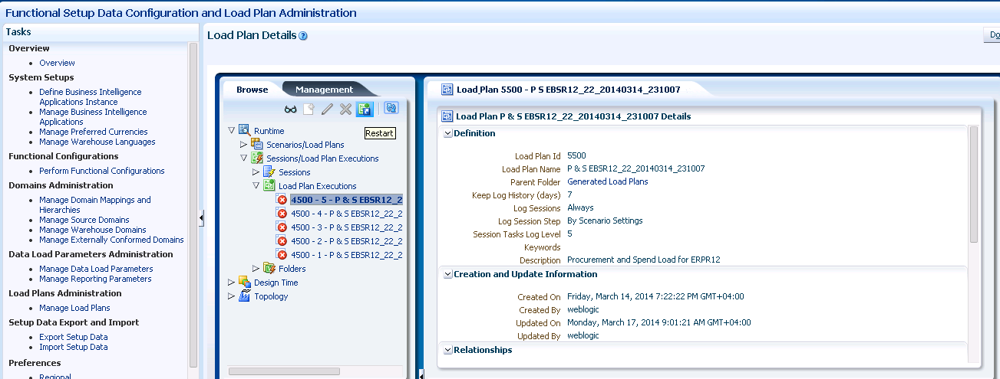 Functional Setup Data Configuration and Load Plan Administration
Tasks
Overview
Overview
System Setups
Define Business Intelligence
Applications Instance
Manage Business Intelligence
Applications
Manage Preferred Currencies
Manage Warehouse Languages
Functional Configurations
Perform Functional Configurations
Domains Administration
Manage Domain Mappings and
Hierarchies
Manage Source Domains
Manage Warehouse Domains
Manage Externally Conformed Domains
Data Load Parameters Administration
Manage Data Load Parameters
Manage Reporting Parameters
Load Plans Administration
Manage Load Plans
Setup Data Export and Import
Export Setup Data
Import Setup Data
Preferences
Regional
Load Plan Details
Do
Browse
Management
Restart
Runtime
Scenarios/Load Plans
Sessions/Load Plan Executions
Sessions
Load Plan Executions
4500 - 5 - P & S EBSR12_2
4500 - 4 - P & S EBSR12_22_2
4500 - 3 - P & S EBSR12_22_2
4500 - 2 - P & S EBSR12_22_2
4500 - 1 - P & S EBSR12_22_2
Folders
Design Time
Topology
Load Plan 5500 - P S EBSR12_22_20140314_231007
Load Plan P & S EBSR12_22_20140314_231007 Details
Definition
Load Plan Id 5500
Load Plan Name P & S EBSR12_22_20140314_231007
Parent Folder Generated Load Plans
Keep Log History (days) 7
Log Sessions Always
Log Session Step By Scenario Settings
Session Tasks Log Level 5
Keywords
Description Procurement and Spend Load for ERPR12
Creation and Update Information
Created On Friday, March 14, 2014 7:22:22 PM GMT+04:00
Created By weblogic
Updated On Monday, March 17, 2014 9:01:21 AM GMT+04:00
Updated By weblogic
Relationships